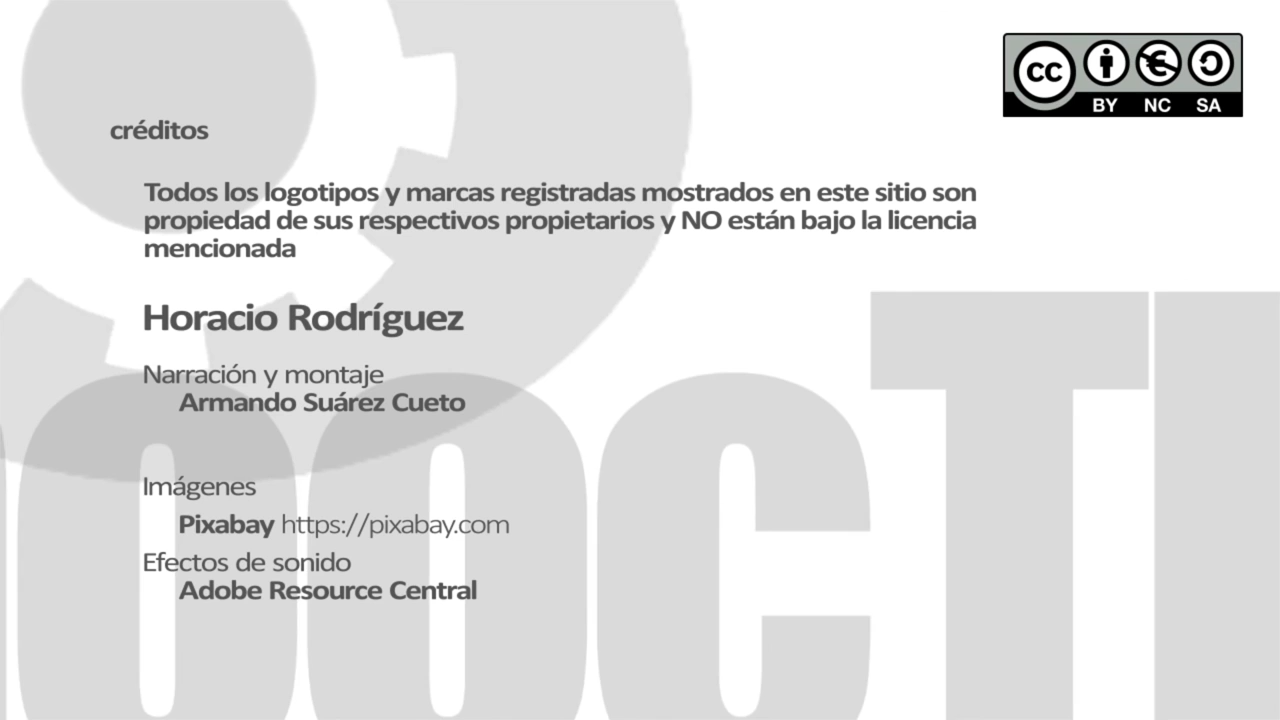 cc
BY NC SA
créditos
Todos los logotipos y marcas registradas mostrados en este sitio son
propiedad de sus respectivos propietarios y NO están bajo la licencia
mencionada
Horacio Rodríguez
Narración y montaje
Armando Suárez Cueto
Imágenes
Pixabay https://pixabay.com
Efectos de sonido
Adobe Resource Central